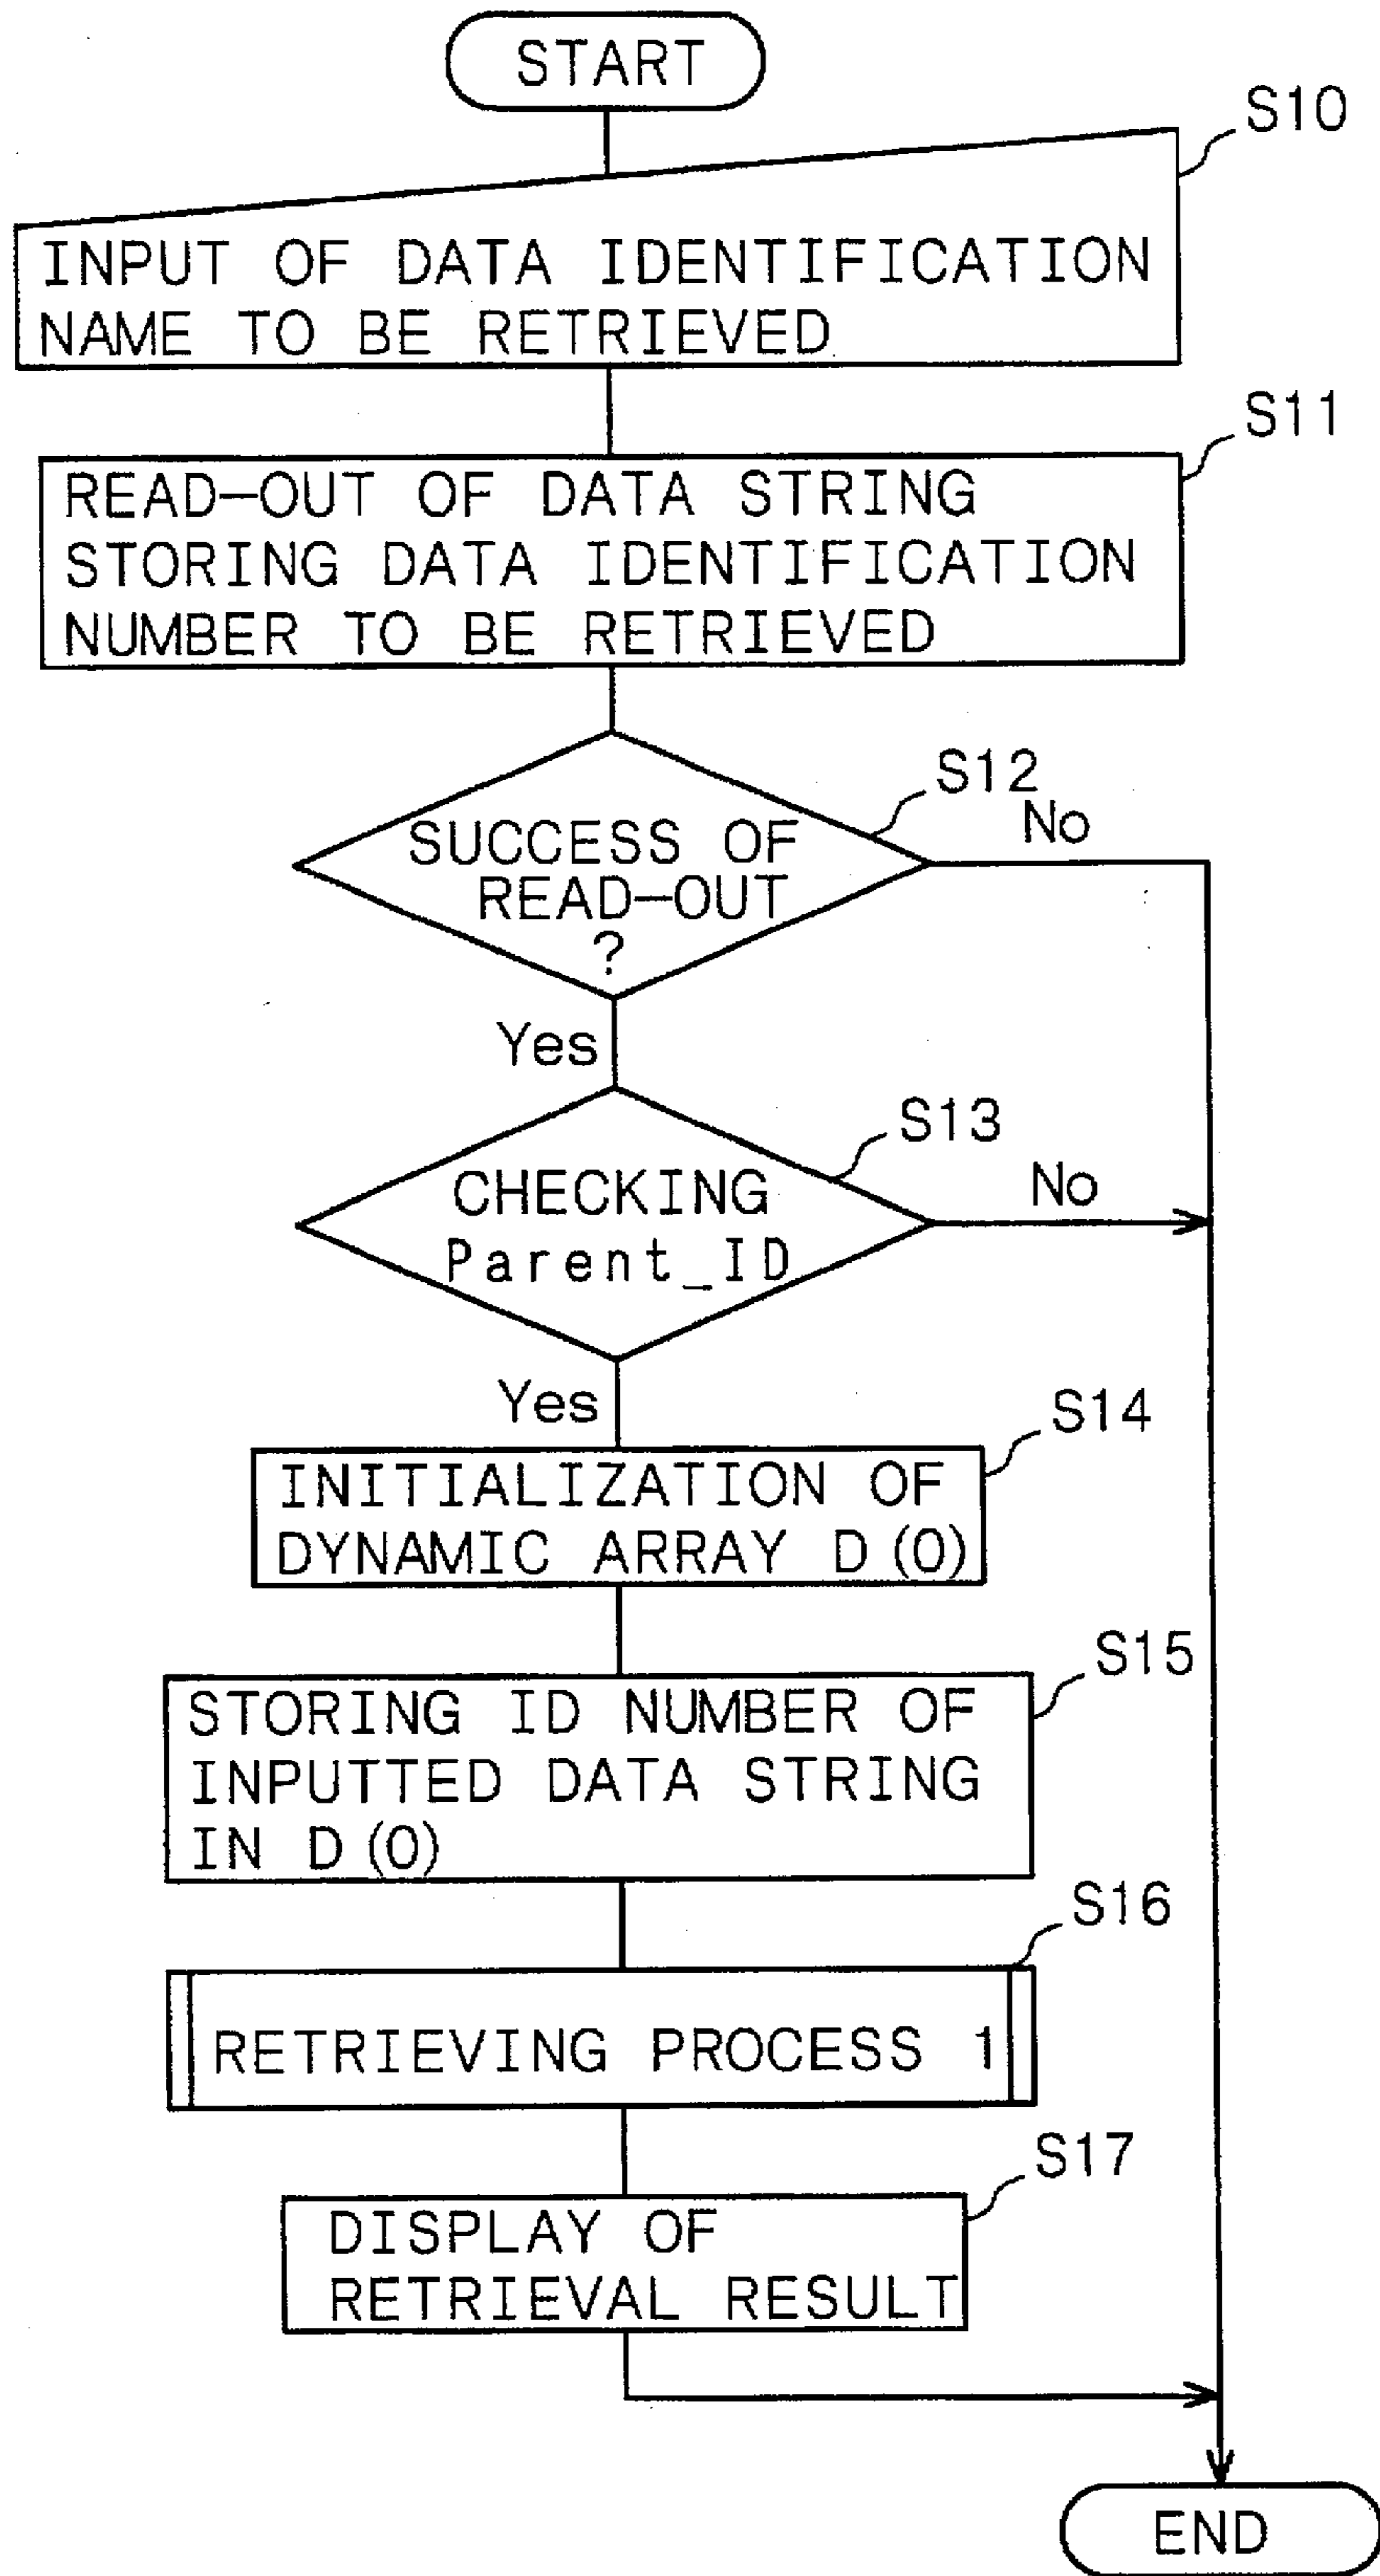 START
S10
INPUT OF DATA IDENTIFICATION
NAME TO BE RETRIEVED
S11
READ-OUT OF DATA STRING
STORING DATA IDENTIFICATION
NUMBER TO BE RETRIEVED
S12
No
SUCCESS OF
READ-OUT
?
Yes
S13
No
CHECKING
Parent_ID
Yes
S14
INITIALIZATION OF
DYNAMIC ARRAY D(0)
S15
STORING ID NUMBER OF
INPUTTED DATA STRING
IN D(0)
S16
RETRIEVING PROCESS 1
S17
DISPLAY OF
RETRIEVAL RESULT
END